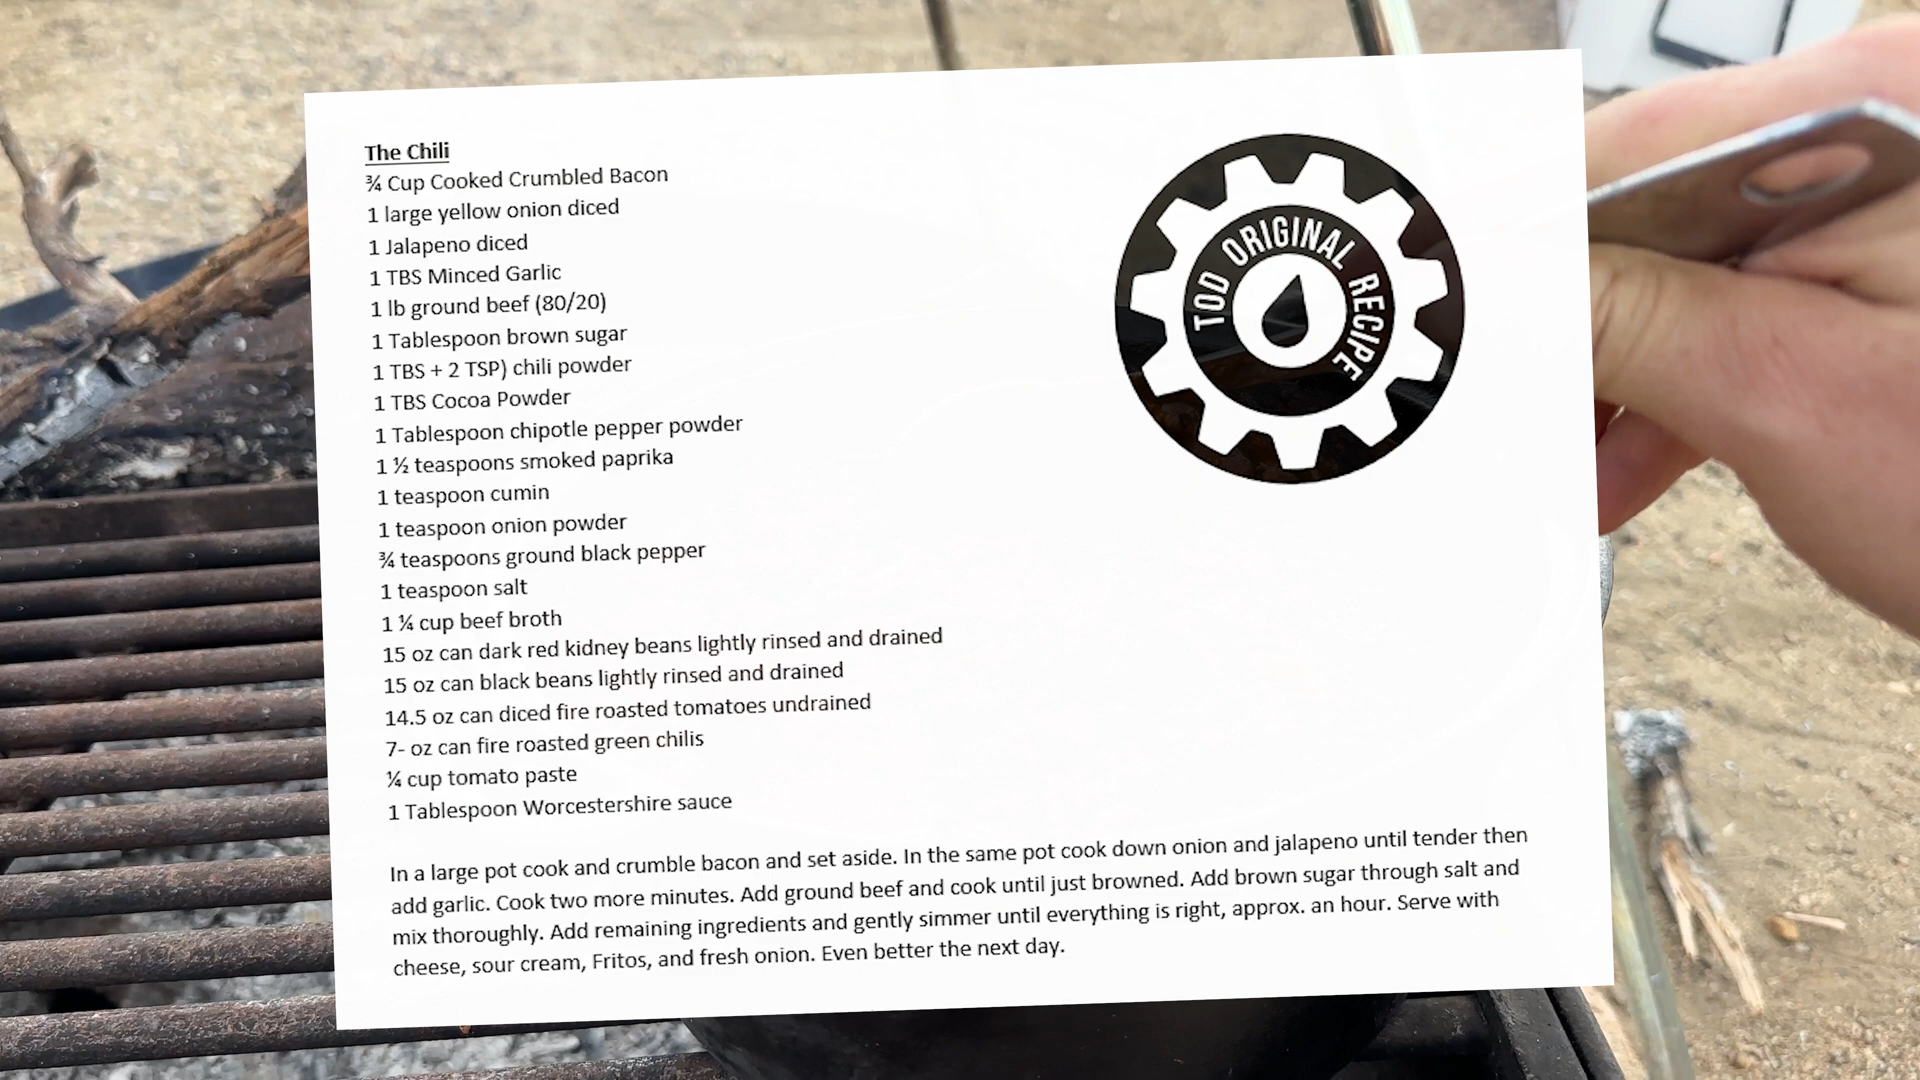 The Chili
¾ Cup Cooked Crumbled Bacon
1 large yellow onion diced
1 Jalapeno diced
1 TBS Minced Garlic
1 lb ground beef (80/20)
1 Tablespoon brown sugar
1 TBS + 2 TSP) chili powder
1 TBS Cocoa Powder
1 Tablespoon chipotle pepper powder
1 ½ teaspoons smoked paprika
1 teaspoon cumin
1 teaspoon onion powder
¾ teaspoons ground black pepper
1 teaspoon salt
1 ¼ cup beef broth
15 oz can dark red kidney beans lightly rinsed and drained
15 oz can black beans lightly rinsed and drained
14.5 oz can diced fire roasted tomatoes undrained
7- oz can fire roasted green chilis
¼ cup tomato paste
1 Tablespoon Worcestershire sauce
In a large pot cook and crumble bacon and set aside. In the same pot cook down onion and jalapeno until tender then
add garlic. Cook two more minutes. Add ground beef and cook until just browned. Add brown sugar through salt and
mix thoroughly. Add remaining ingredients and gently simmer until everything is right, approx. an hour. Serve with
cheese, sour cream, Fritos, and fresh onion. Even better the next day.
TOD ORIGINAL RECIPE